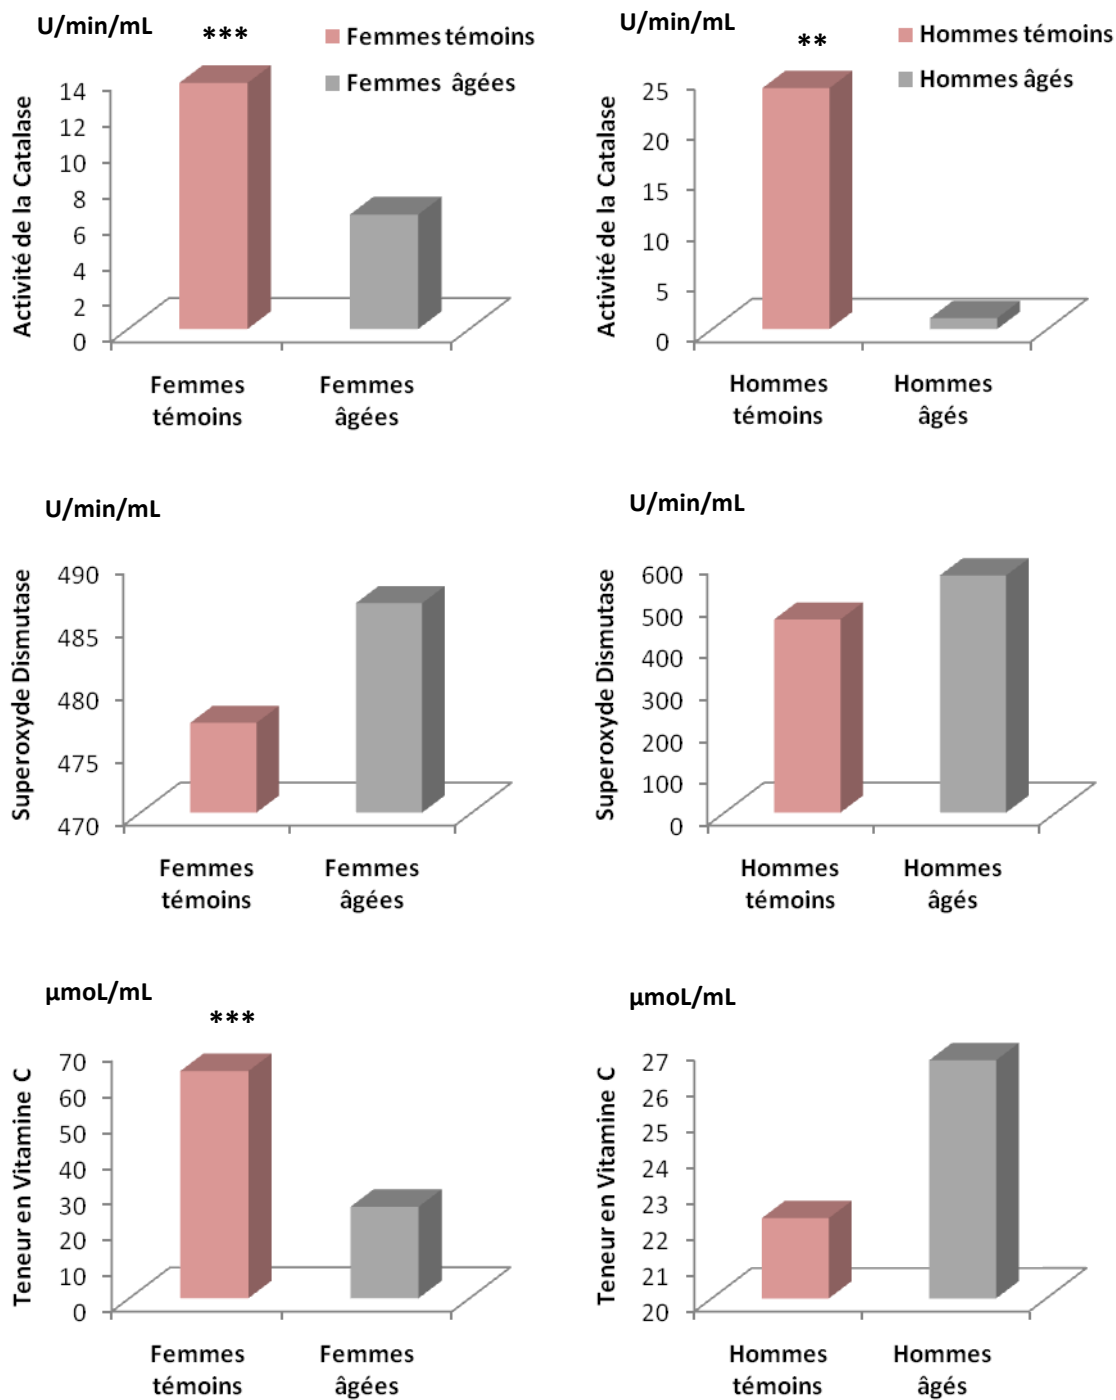 U/min/mL
***
Femmes témoins
Femmes âgées
Activité de la Catalase
14
12
10
8
6
4
2
0
Femmes témoins
Femmes âgées
U/min/mL
**
Hommes témoins
Hommes âgés
Activité de la Catalase
25
20
15
10
5
0
Hommes témoins
Hommes âgés
U/min/mL
Superoxyde Dismutase
490
485
480
475
470
Femmes témoins
Femmes âgées
U/min/mL
Superoxyde Dismutase
600
500
400
300
200
100
0
Hommes témoins
Hommes âgés
µmoL/mL
***
Teneur en Vitamine C
70
60
50
40
30
20
10
0
Femmes témoins
Femmes âgées
µmoL/mL
Teneur en Vitamine C
27
26
25
24
23
22
21
20
Hommes témoins
Hommes âgés